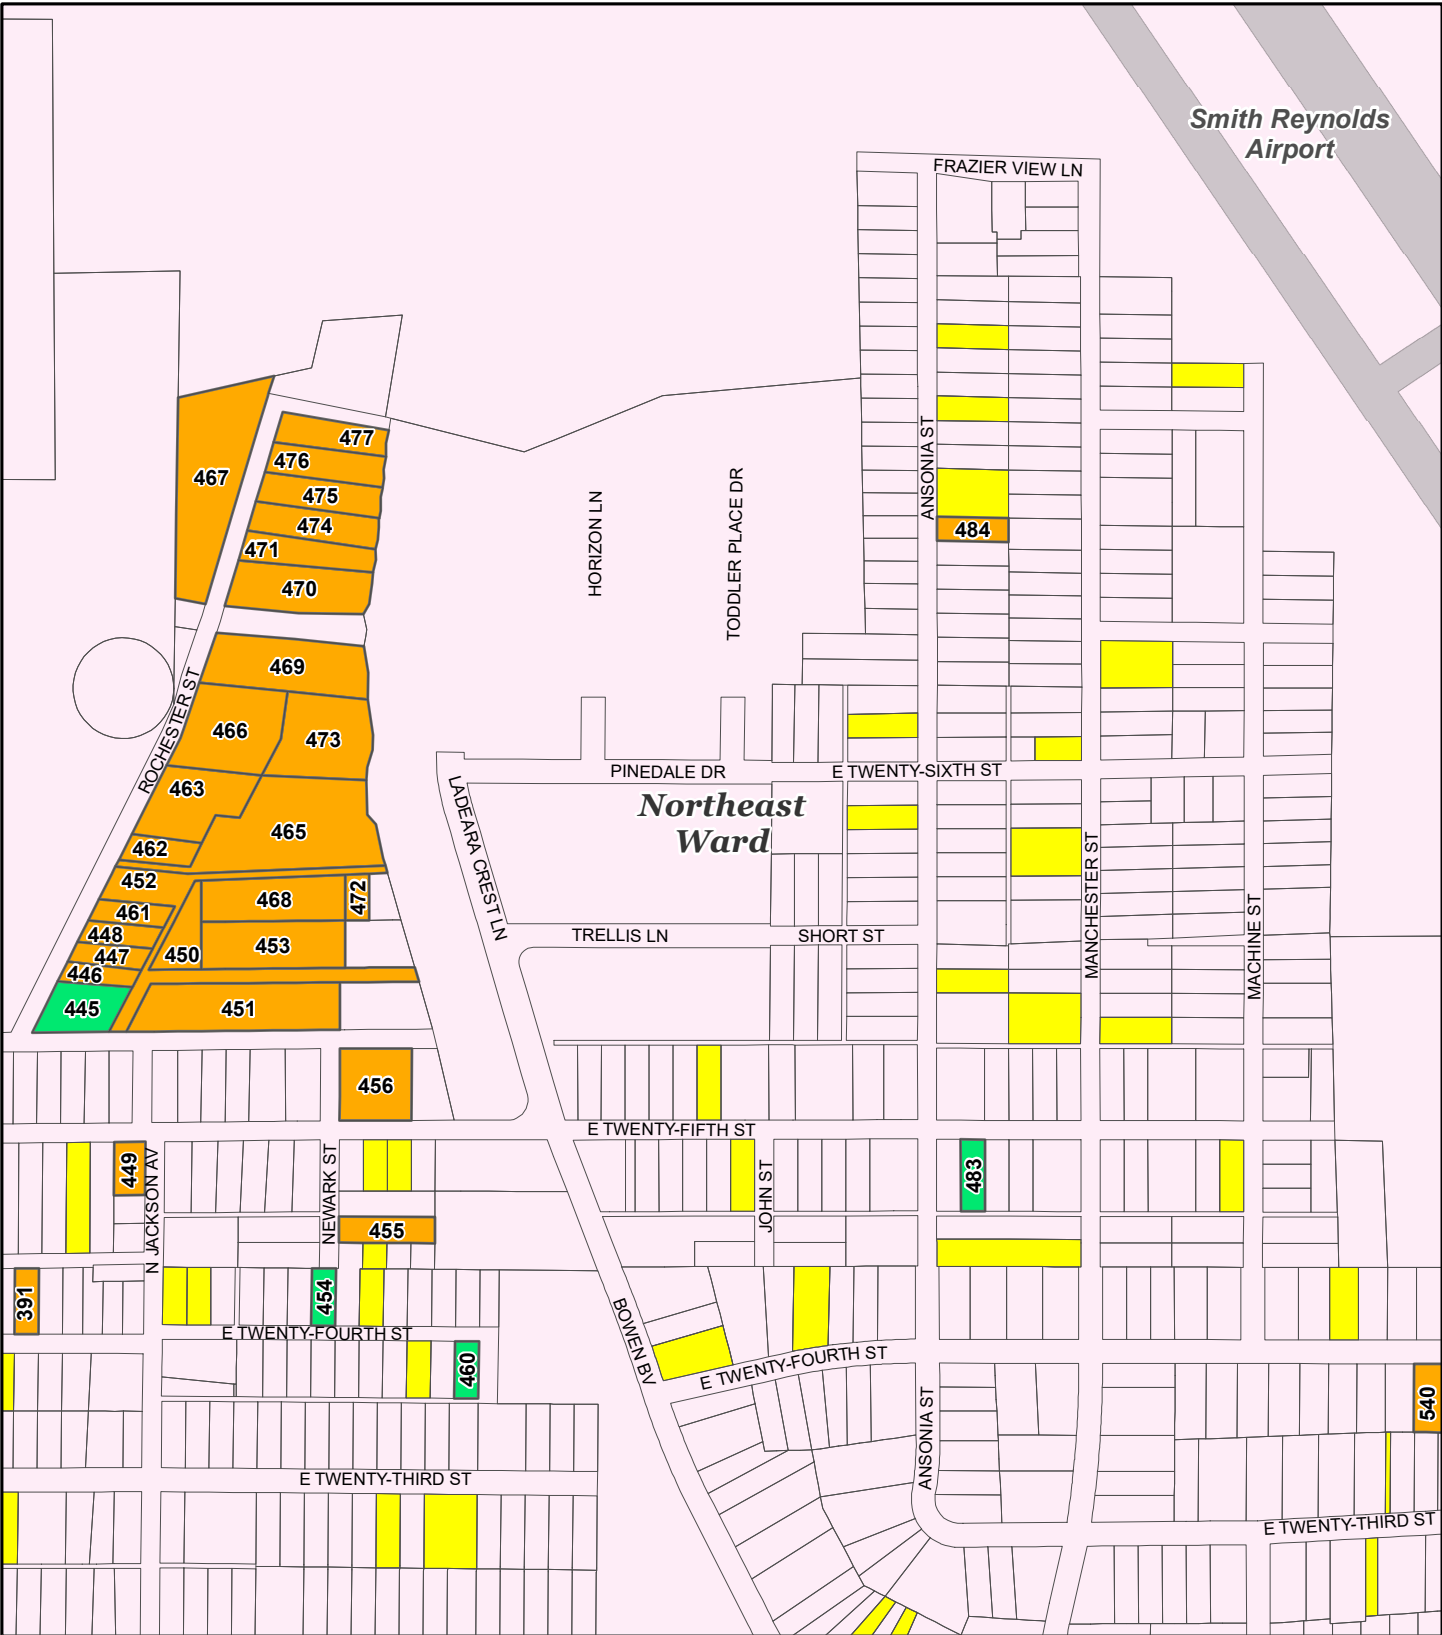 Smith Reynolds
Airport
FRAZIER VIEW LN
477
476
467
475
474
471
470
484
ANSONIA ST
HORIZON LN
TODDLER PLACE DR
469
466
473
ROCHESTER ST
463
465
462
452
461
448
447
446
445
468
472
450
453
451
PINEDALE DR
E TWENTY-SIXTH ST
LADEARA CREST LN
Northeast
Ward
TRELLIS LN
SHORT ST
MANCHESTER ST
MACHINE ST
456
E TWENTY-FIFTH ST
449
N JACKSON AV
NEWARK ST
JOHN ST
483
455
391
454
E TWENTY-FOURTH ST
460
BOWEN BV
E TWENTY-FOURTH ST
ANSONIA ST
540
E TWENTY-THIRD ST
E TWENTY-THIRD ST